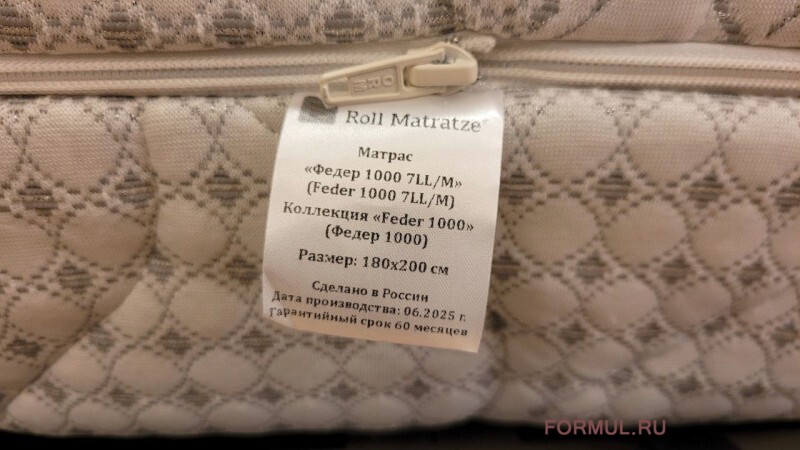 Roll Matratze®
Матрас
«Федер 1000 7LL/M»
(Feder 1000 7LL/M)
Коллекция «Feder 1000»
(Федер 1000)
Размер: 180x200 см
Сделано в России
Дата производства: 06.2025 г.
Гарантийный срок 60 месяцев
FORMUL.RU